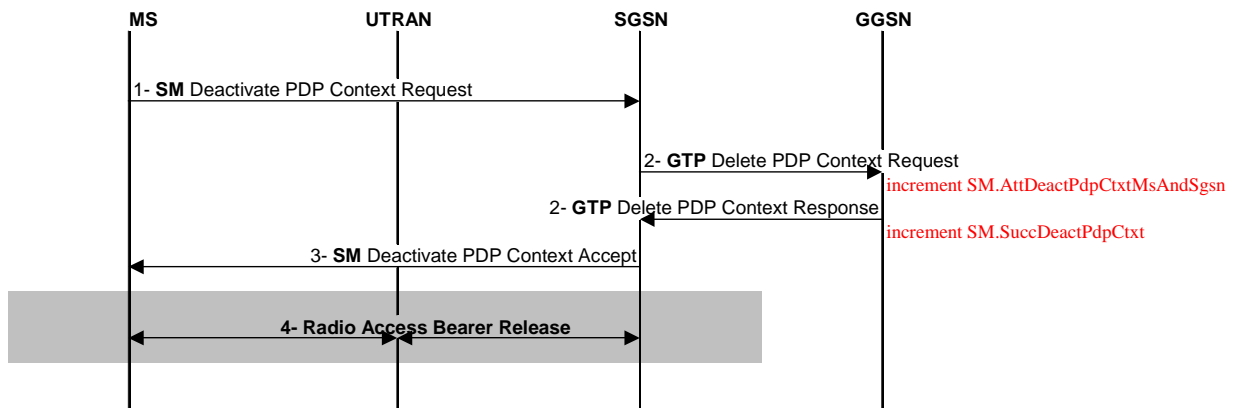 MS UTRAN SGSN GGSN
1- SM Deactivate PDP Context Request
2- GTP Delete PDP Context Request
increment SM.AttDeactPdpCtxtMsAndSgsn
2- GTP Delete PDP Context Response
increment SM.SuccDeactPdpCtxt
3- SM Deactivate PDP Context Accept
4- Radio Access Bearer Release